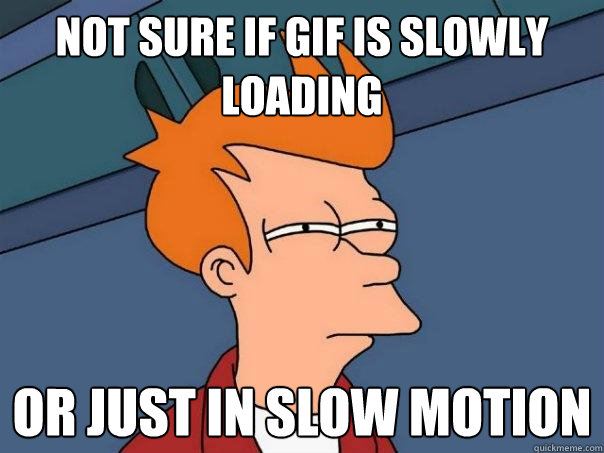 NOT SURE IF GIF IS SLOWLY
LOADING
OR JUST IN SLOW MOTION
quickmeme.com